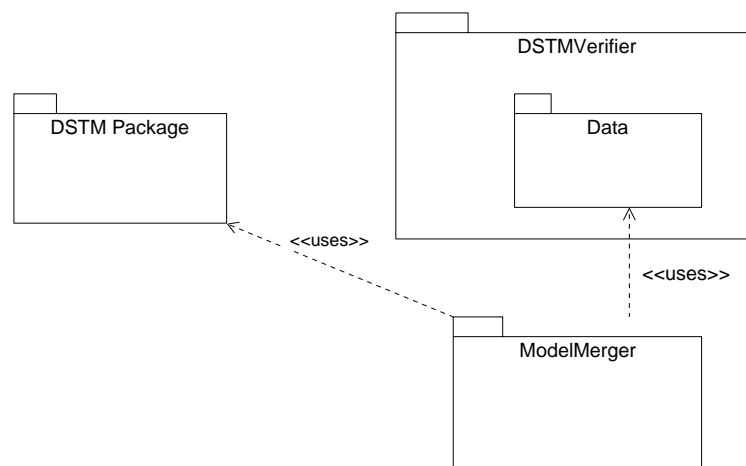 DSTMVerifier
DSTM Package
Data
<<uses>>
<<uses>>
ModelMerger